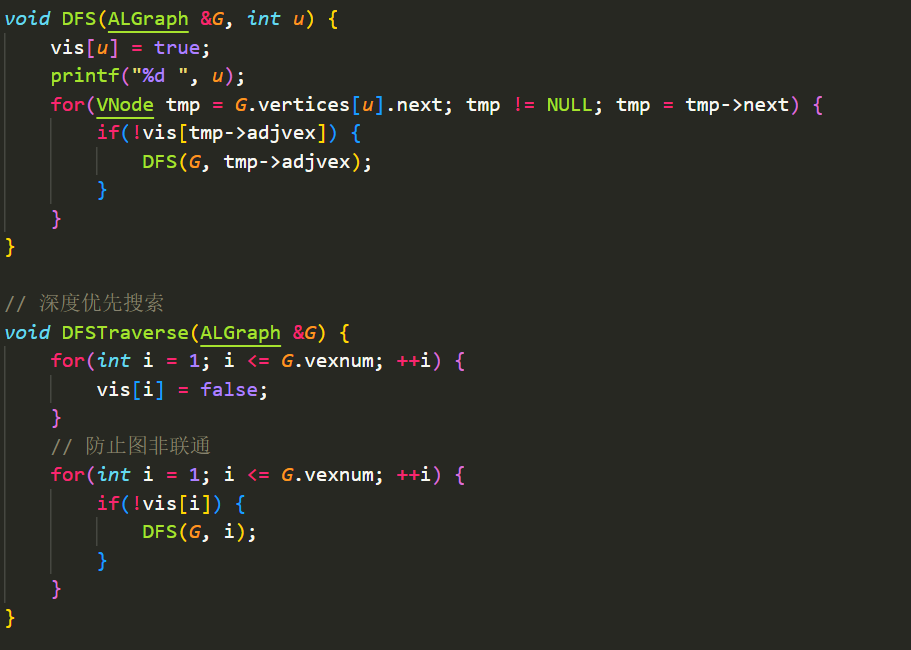 void DFS(ALGraph &G, int u) {
    vis[u] = true;
    printf("%d ", u);
    for(VNode tmp = G.vertices[u].next; tmp != NULL; tmp = tmp->next) {
        if(!vis[tmp->adjvex]) {
            DFS(G, tmp->adjvex);
        }
    }
}

// 深度优先搜索
void DFSTraverse(ALGraph &G) {
    for(int i = 1; i <= G.vexnum; ++i) {
        vis[i] = false;
    }
    // 防止图非联通
    for(int i = 1; i <= G.vexnum; ++i) {
        if(!vis[i]) {
            DFS(G, i);
        }
    }
}